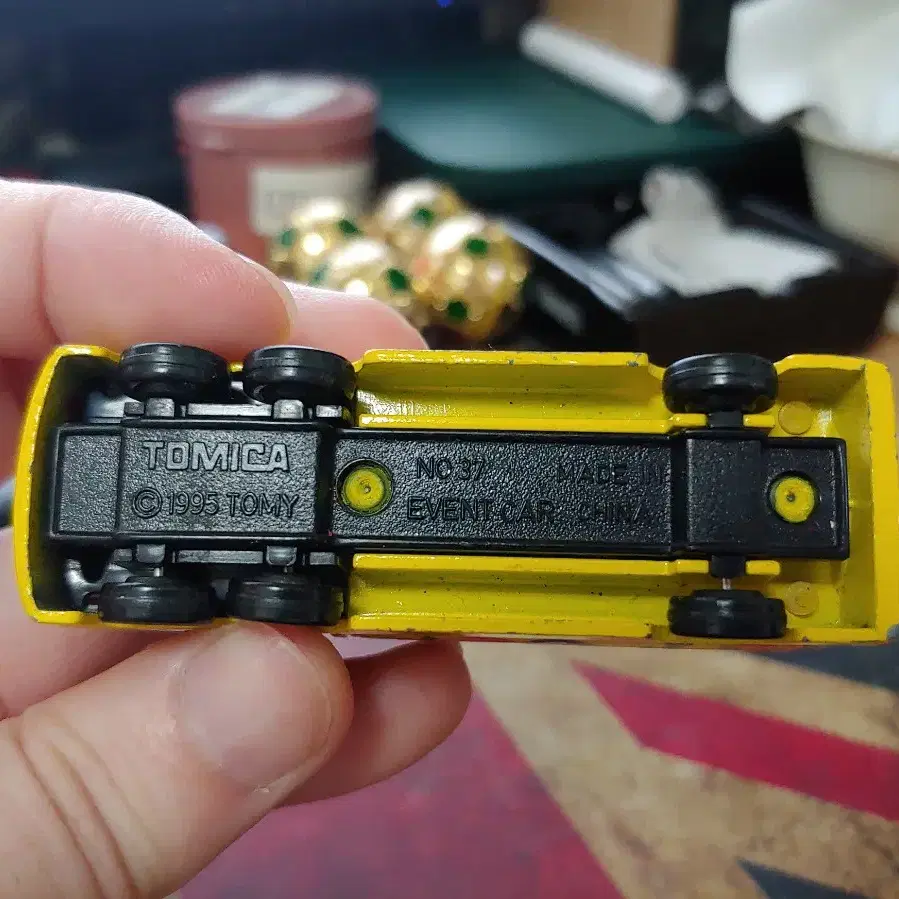 TOMICA
© 1995 TOMY
NO 37 MADE IN
EVENT CAR CHINA